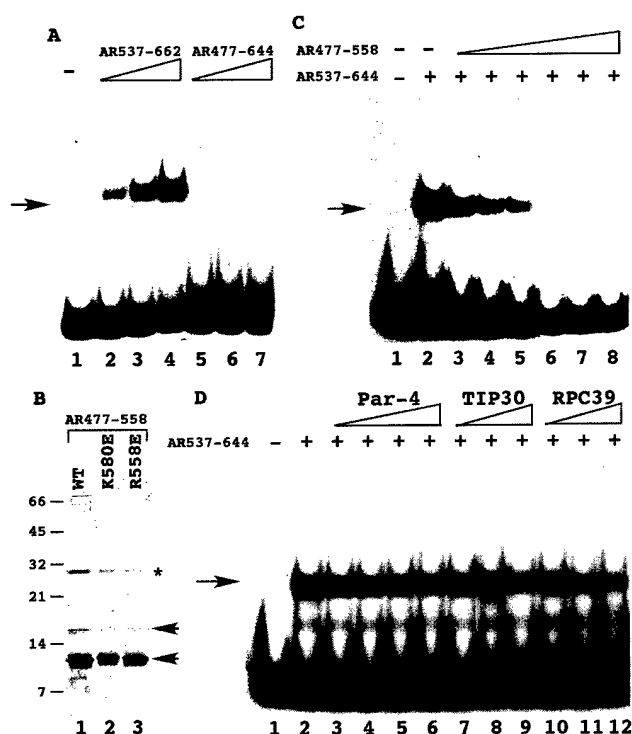 A
AR537-662 AR477-644
-
1 2 3 4 5 6 7
C
AR477-558 - -
AR537-644 - + + + + + + +
1 2 3 4 5 6 7 8
B
AR477-558
WT K580E R558E
66
45
32
*
21
14
7
1 2 3
D
Par-4 TIP30 RPC39
AR537-644 - + + + + + + + + + + +
1 2 3 4 5 6 7 8 9 10 11 12